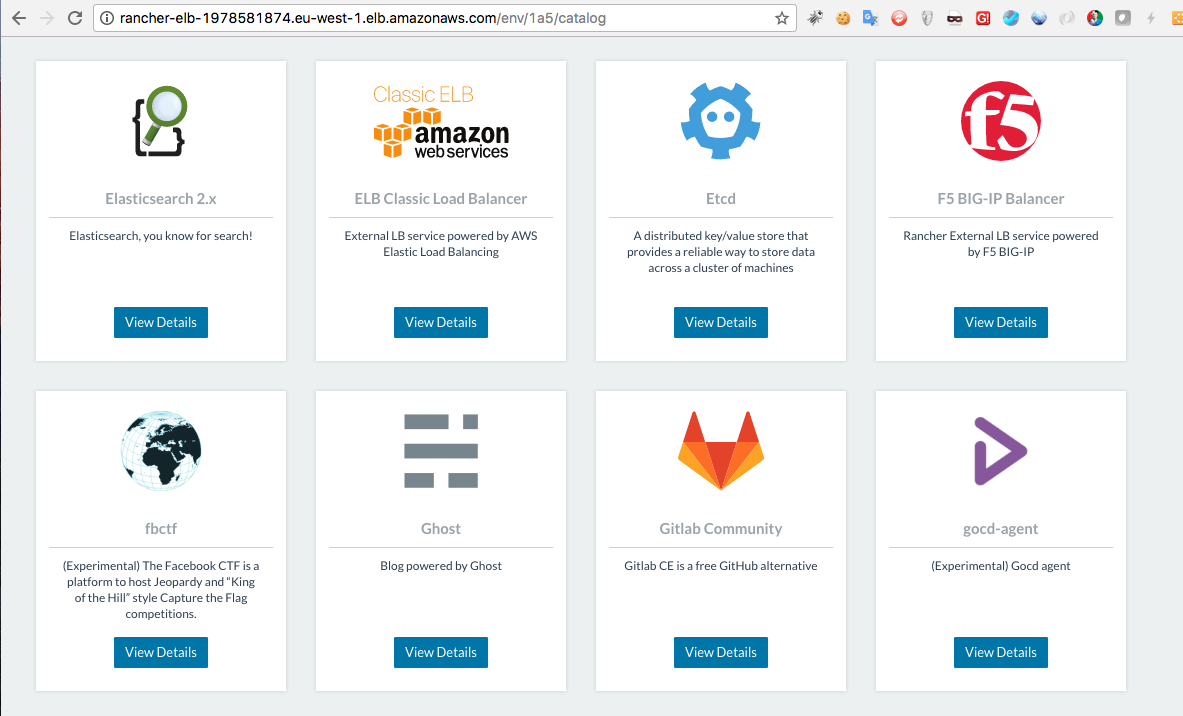 rancher-elb-1978581874.eu-west-1.elb.amazonaws.com/env/1a5/catalog
G!
Classic ELB
amazon
web services
f5
Elasticsearch 2.x
ELB Classic Load Balancer
Etcd
F5 BIG-IP Balancer
Elasticsearch, you know for search!
External LB service powered by AWS
Elastic Load Balancing
A distributed key/value store that
provides a reliable way to store data
across a cluster of machines
Rancher External LB service powered
by F5 BIG-IP
View Details
View Details
View Details
View Details
fbctf
Ghost
Gitlab Community
gocd-agent
(Experimental) The Facebook CTF is a
platform to host Jeopardy and “King
of the Hill” style Capture the Flag
competitions.
Blog powered by Ghost
Gitlab CE is a free GitHub alternative
(Experimental) Gocd agent
View Details
View Details
View Details
View Details